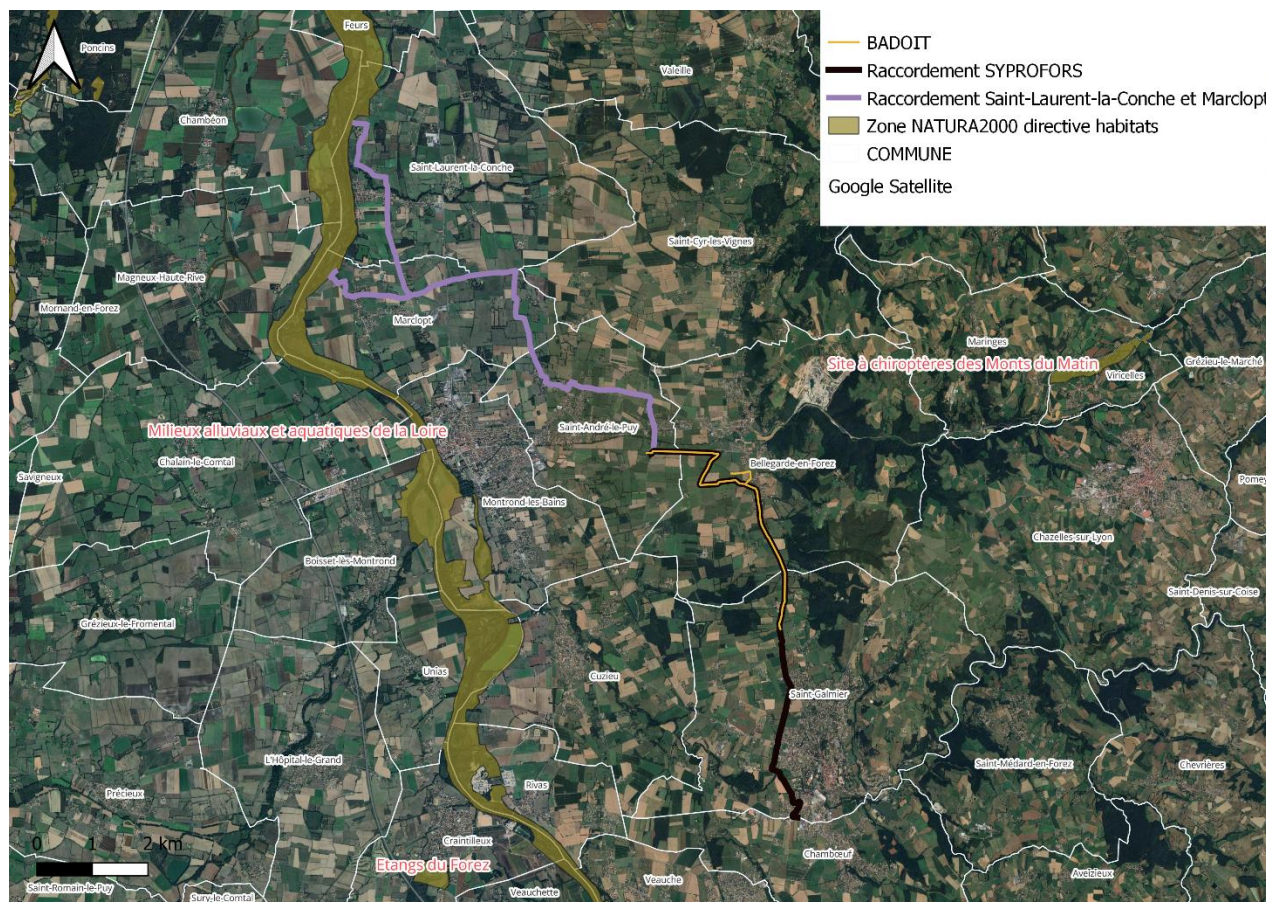 Feurs
Poncins
Valeille
Chambéon
Saint-Laurent-la-Conche
BADOIT
Raccordement SYPROFORS
Raccordement Saint-Laurent-la-Conche et Marclopt
Zone NATURA2000 directive habitats
COMMUNE
Google Satellite
Saint-Cyr-les-Vignes
Magneux-Haute-Rive
Mornand-en-Forez
Marclopt
Maringes
Site à chiroptères des Monts du Matin
Grézieu-le-Marché
Viricelles
Milieux alluviaux et aquatiques de la Loire
Saint-André-le-Puy
Chalain-le-Comtal
Bellegarde-en-Forez
Savigneux
Pomey
Montrond-les-Bains
Chazelles-sur-Lyon
Boisset-lès-Montrond
Saint-Denis-sur-Coise
Grézieux-le-Fromental
Unias
Cuzieu
Saint-Galmier
L'Hôpital-le-Grand
Saint-Médard-en-Forez
Chevrières
Précieux
Rivas
0 1 2 km
Craintilleux
Etangs du Forez
Chambœuf
Saint-Romain-le-Puy
Sury-le-Comtal
Veauchette
Veauche
Aveizieux